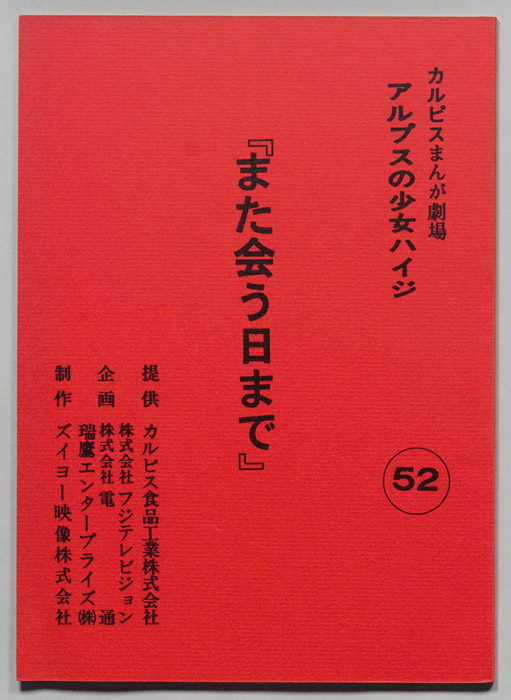 カルピスまんが劇場
アルプスの少女ハイジ
52
『また会う日まで』
提供 カルピス食品工業株式会社
企画 株式会社 フジテレビジョン
株式会社 電通
瑞鷹エンタープライズ㈱
制作 ズイヨー映像株式会社